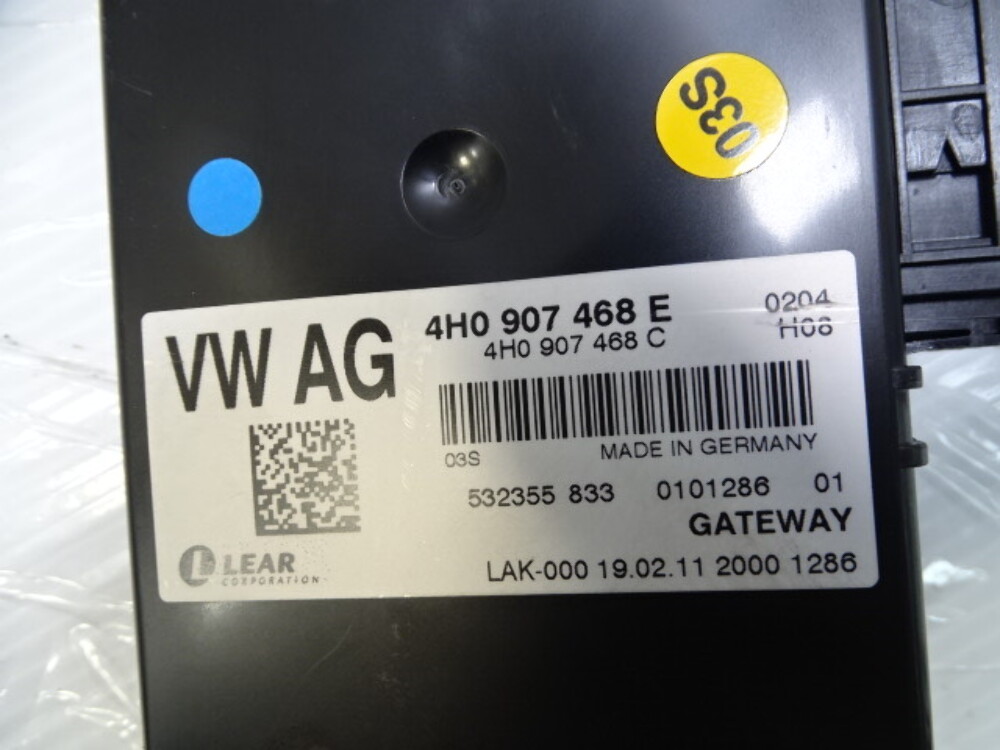 03S
VW AG
4H0 907 468 E
4H0 907 468 C
0204
H08
03S
MADE IN GERMANY
532355 833 0101286 01
GATEWAY
LEAR
CORPORATION
LAK-000 19.02.11 2000 1286